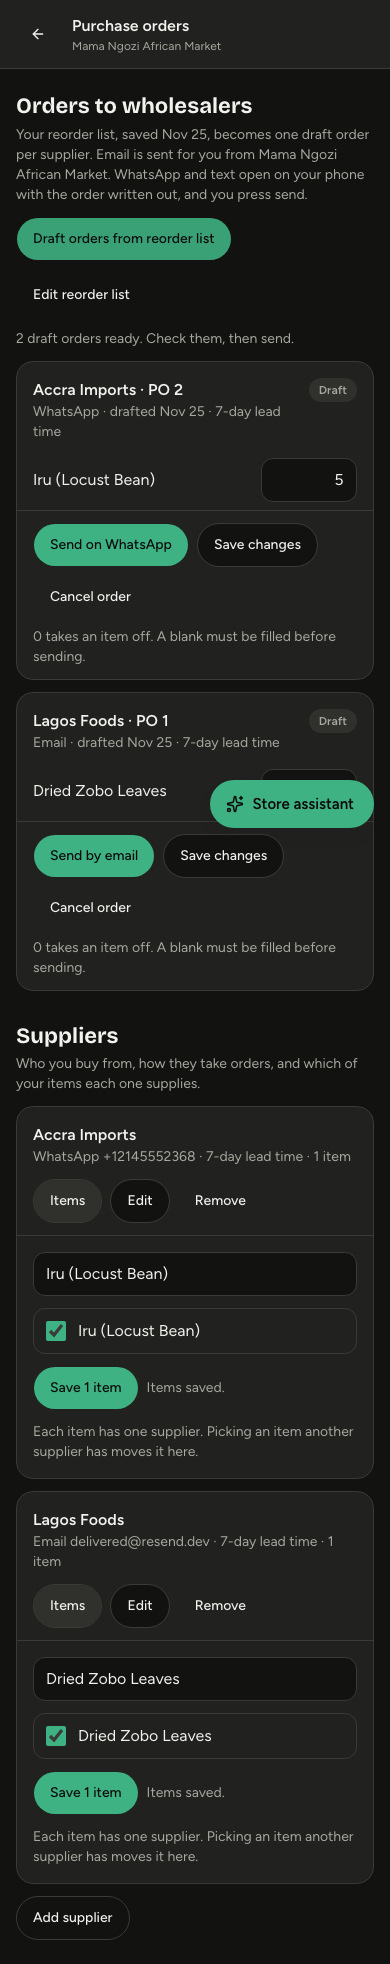 Purchase orders
Mama Ngozi African Market
Orders to wholesalers
Your reorder list, saved Nov 25, becomes one draft order
per supplier. Email is sent for you from Mama Ngozi
African Market. WhatsApp and text open on your phone
with the order written out, and you press send.
Draft orders from reorder list
Edit reorder list
2 draft orders ready. Check them, then send.
Accra Imports · PO 2
Draft
WhatsApp · drafted Nov 25 · 7-day lead
time
Iru (Locust Bean)
5
Send on WhatsApp
Save changes
Cancel order
0 takes an item off. A blank must be filled before
sending.
Lagos Foods · PO 1
Draft
Email · drafted Nov 25 · 7-day lead time
Dried Zobo Leaves
Store assistant
Send by email
Save changes
Cancel order
0 takes an item off. A blank must be filled before
sending.
Suppliers
Who you buy from, how they take orders, and which of
your items each one supplies.
Accra Imports
WhatsApp +12145552368 · 7-day lead time · 1 item
Items
Edit
Remove
Iru (Locust Bean)
Iru (Locust Bean)
Save 1 item
Items saved.
Each item has one supplier. Picking an item another
supplier has moves it here.
Lagos Foods
Email delivered@resend.dev · 7-day lead time · 1
item
Items
Edit
Remove
Dried Zobo Leaves
Dried Zobo Leaves
Save 1 item
Items saved.
Each item has one supplier. Picking an item another
supplier has moves it here.
Add supplier